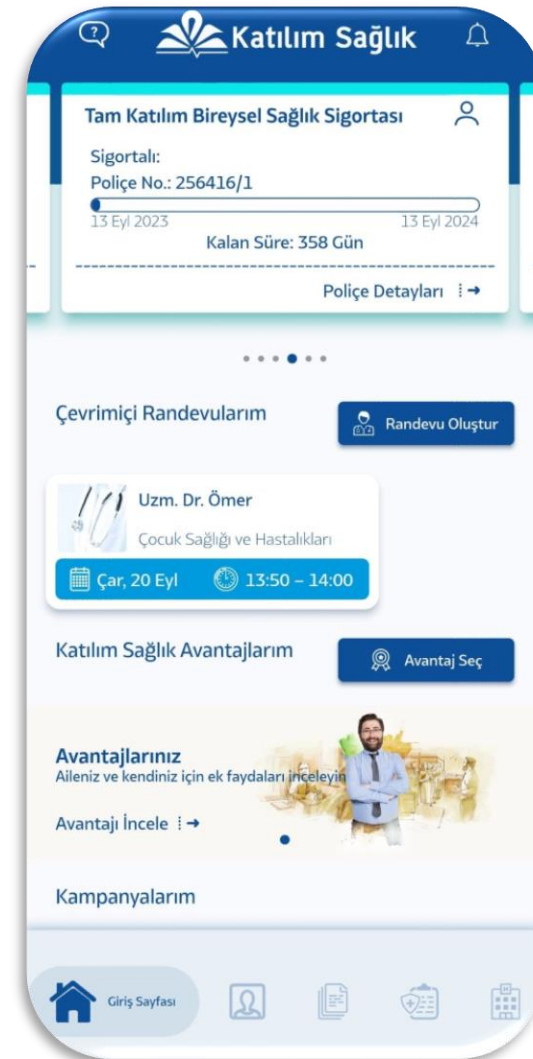 Katılım Sağlık
Tam Katılım Bireysel Sağlık Sigortası
Sigortalı:
Poliçe No.: 256416/1
13 Eyl 2023
13 Eyl 2024
Kalan Süre: 358 Gün
Poliçe Detayları
Çevrimiçi Randevularım
Randevu Oluştur
Uzm. Dr. Ömer
Çocuk Sağlığı ve Hastalıkları
Çar, 20 Eyl
13:50 – 14:00
Katılım Sağlık Avantajlarım
Avantaj Seç
Avantajlarınız
Aileniz ve kendiniz için ek faydaları inceleyin
Avantajı İncele
Kampanyalarım
Giriş Sayfası